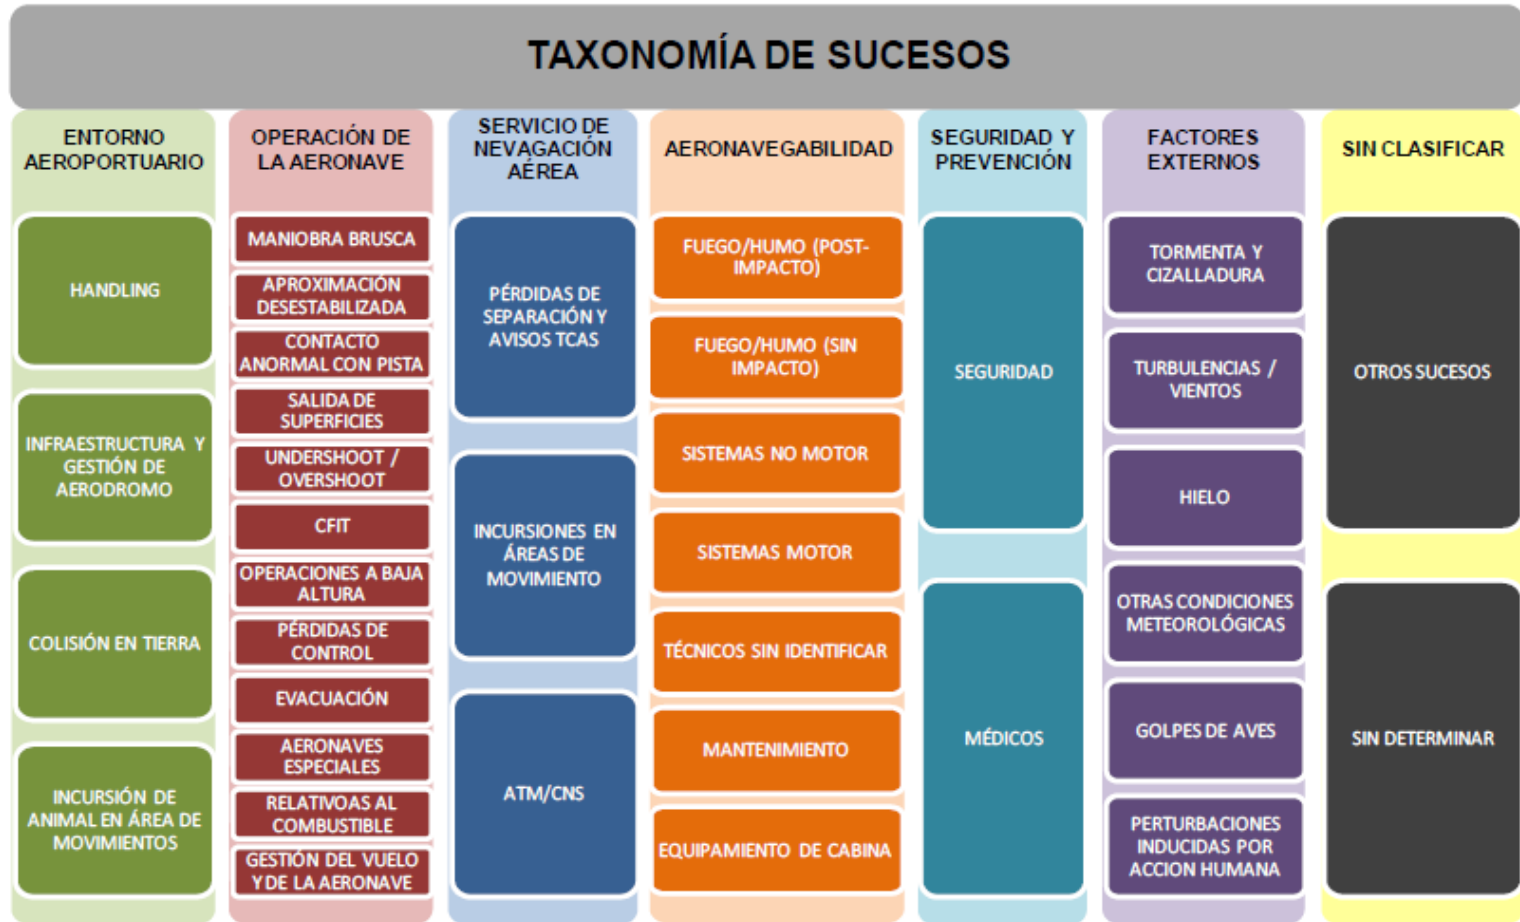 TAXONOMÍA DE SUCESOS
ENTORNO
AEROPORTUARIO
HANDLING
INFRAESTRUCTURA Y
GESTIÓN DE
AERODROMO
COLISIÓN EN TIERRA
INCURSIÓN DE
ANIMAL EN ÁREA DE
MOVIMIENTOS
OPERACIÓN DE
LA AERONAVE
MANIOBRA BRUSCA
APROXIMACIÓN
DESESTABILIZADA
CONTACTO
ANORMAL CON PISTA
SALIDA DE
SUPERFICIES
UNDERSHOOT /
OVERSHOOT
CFIT
OPERACIONES A BAJA
ALTURA
PÉRDIDAS DE
CONTROL
EVACUACIÓN
AERONAVES
ESPECIALES
RELATIVOAS AL
COMBUSTIBLE
GESTIÓN DEL VUELO
Y DE LA AERONAVE
SERVICIO DE
NEVAGACIÓN
AÉREA
PÉRDIDAS DE
SEPARACIÓN Y
AVISOS TCAS
INCURSIONES EN
ÁREAS DE
MOVIMIENTO
ATM/CNS
AERONAVEGABILIDAD
FUEGO/HUMO (POST-
IMPACTO)
FUEGO/HUMO (SIN
IMPACTO)
SISTEMAS NO MOTOR
SISTEMAS MOTOR
TÉCNICOS SIN IDENTIFICAR
MANTENIMIENTO
EQUIPAMIENTO DE CABINA
SEGURIDAD Y
PREVENCIÓN
SEGURIDAD
MÉDICOS
FACTORES
EXTERNOS
TORMENTA Y
CIZALLADURA
TURBULENCIAS /
VIENTOS
HIELO
OTRAS CONDICIONES
METEOROLÓGICAS
GOLPES DE AVES
PERTURBACIONES
INDUCIDAS POR
ACCION HUMANA
SIN CLASIFICAR
OTROS SUCESOS
SIN DETERMINAR